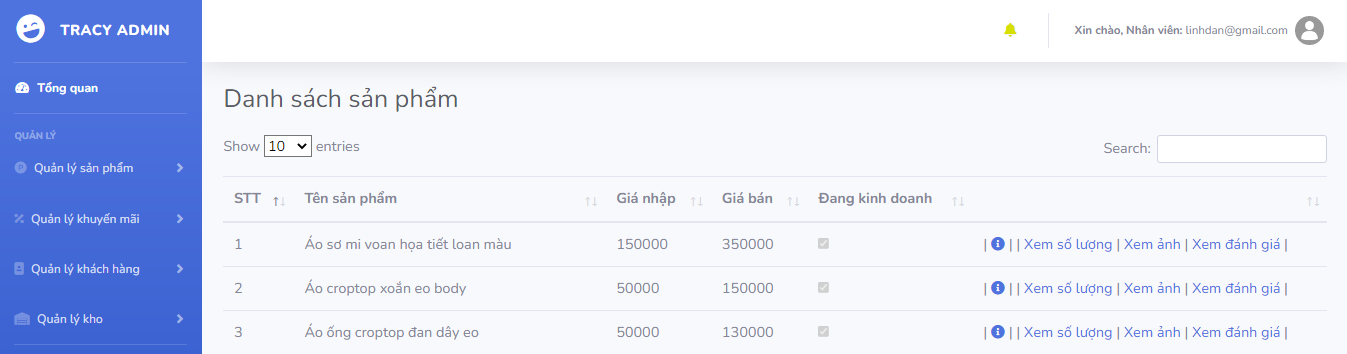 TRACY ADMIN
Xin chào, Nhân viên: linhdan@gmail.com
Tổng quan
QUẢN LÝ
Quản lý sản phẩm
Quản lý khuyến mãi
Quản lý khách hàng
Quản lý kho
Danh sách sản phẩm
Show 10 entries
Search:
STT Tên sản phẩm Giá nhập Giá bán Đang kinh doanh
1 Áo sơ mi voan họa tiết loan màu 150000 350000 | | | Xem số lượng | Xem ảnh | Xem đánh giá |
2 Áo croptop xoắn eo body 50000 150000 | | | Xem số lượng | Xem ảnh | Xem đánh giá |
3 Áo ống croptop đan dây eo 50000 130000 | | | Xem số lượng | Xem ảnh | Xem đánh giá |